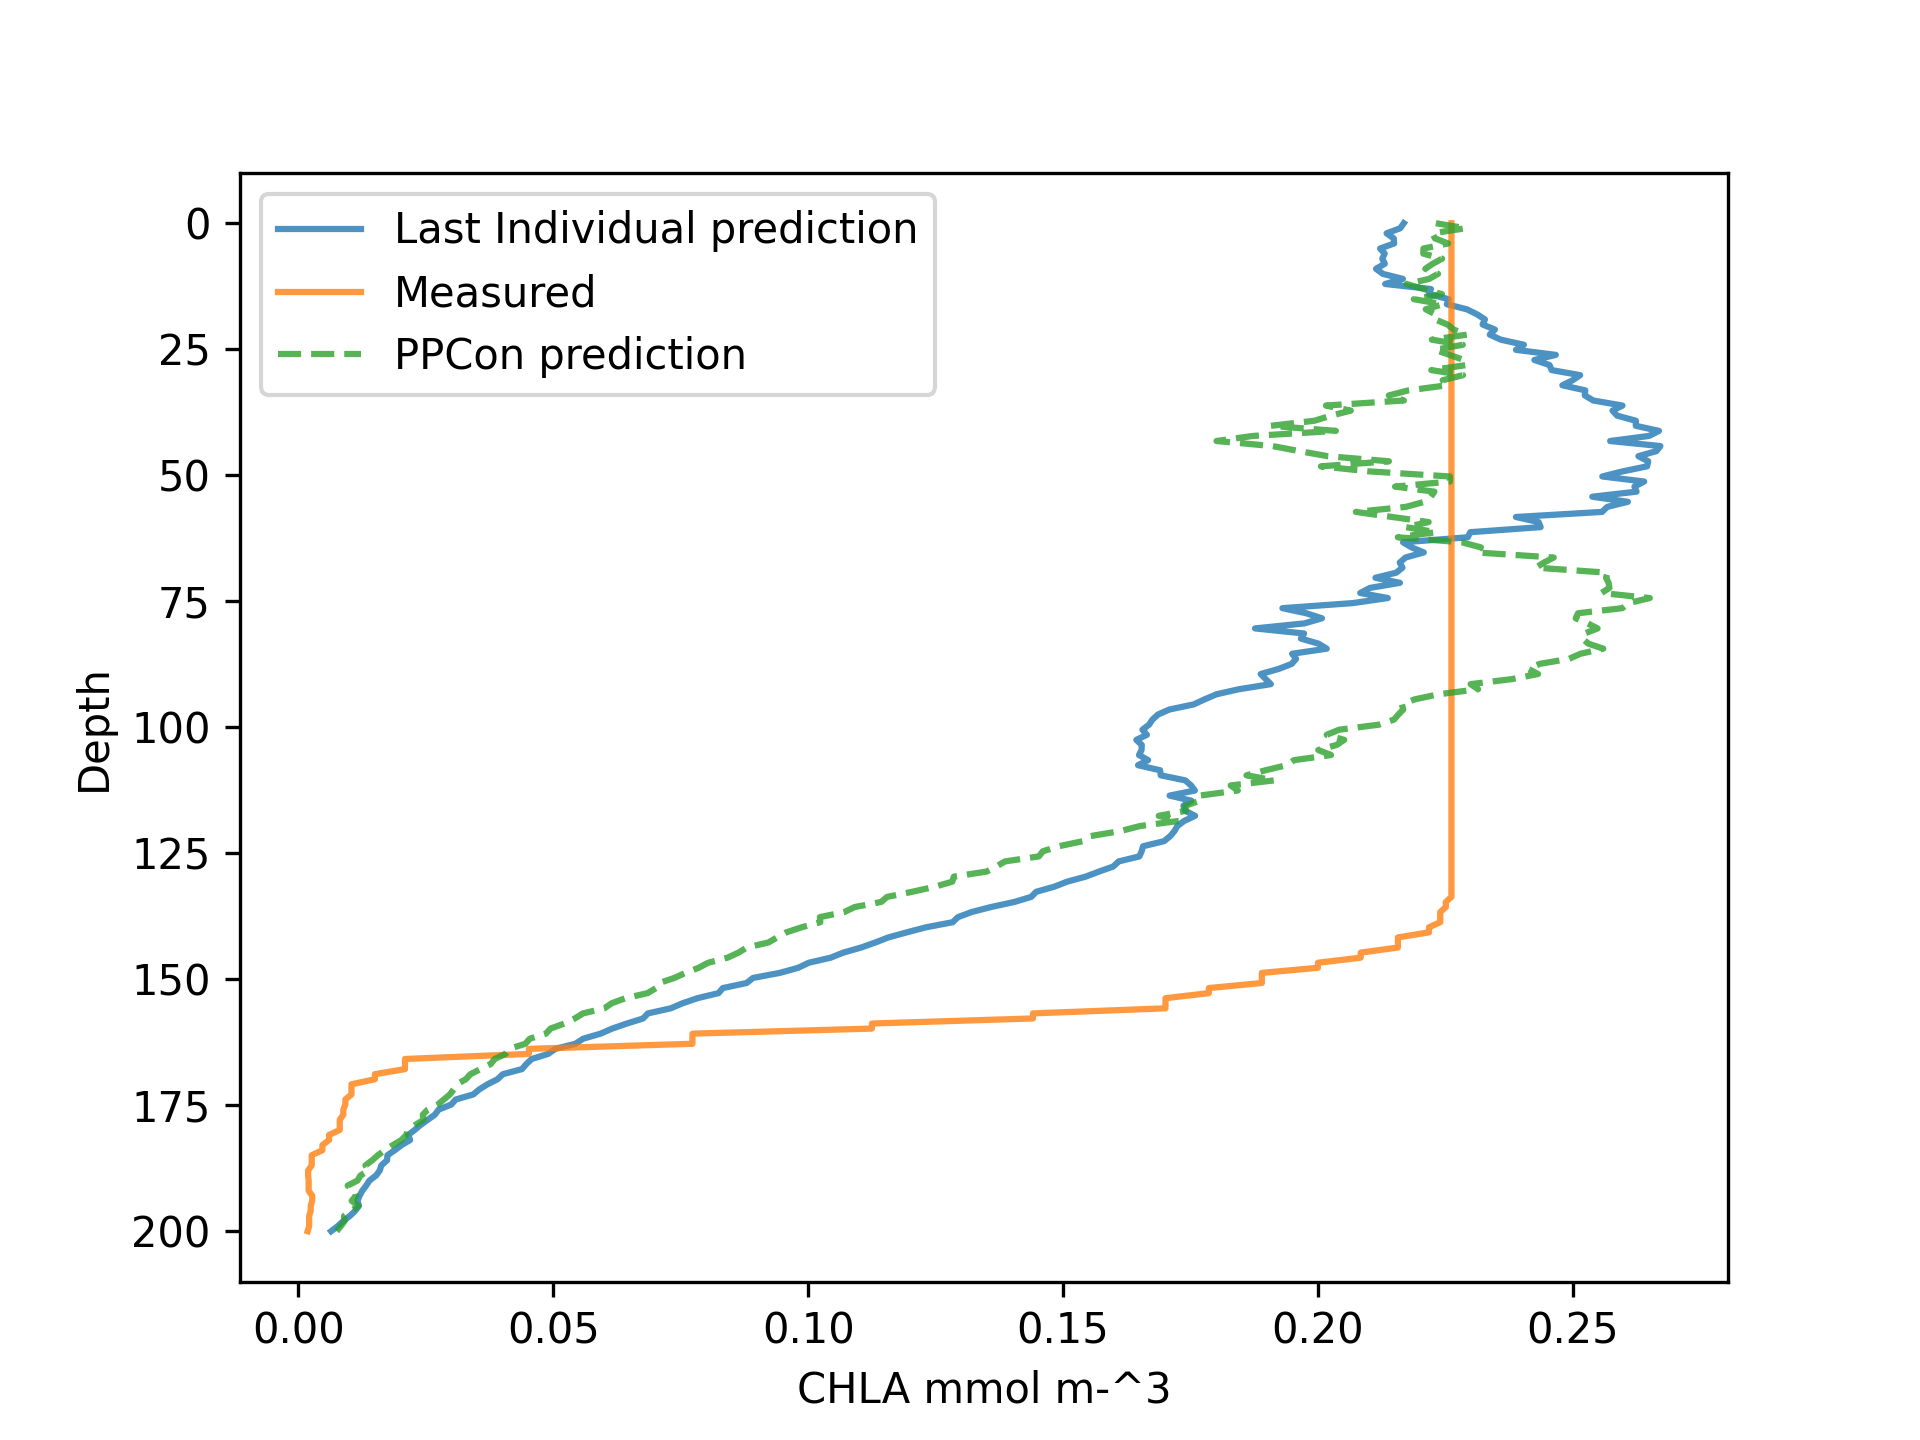 Last Individual prediction
Measured
PPCon prediction
0
25
50
75
100
125
150
175
200
Depth
0.00 0.05 0.10 0.15 0.20 0.25
CHLA mmol m-^3